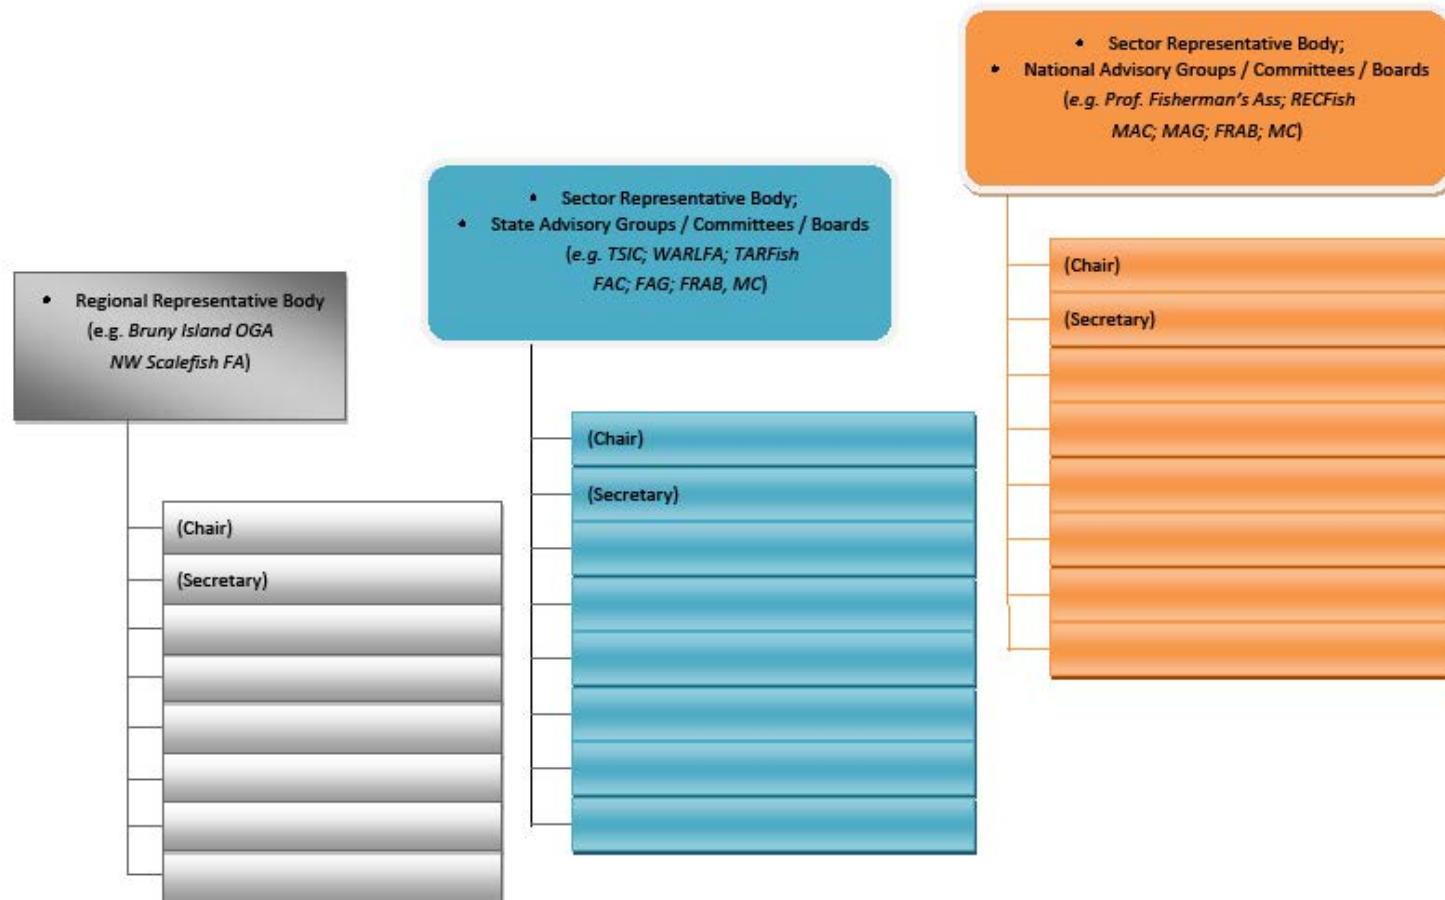 • Regional Representative Body
(e.g. Bruny Island OGA
NW Scalefish FA)
(Chair)
(Secretary)
• Sector Representative Body;
• State Advisory Groups / Committees / Boards
(e.g. TSIC; WARLFA; TARFish
FAC; FAG; FRAB, MC)
(Chair)
(Secretary)
• Sector Representative Body;
• National Advisory Groups / Committees / Boards
(e.g. Prof. Fisherman's Ass; RECFish
MAC; MAG; FRAB; MC)
(Chair)
(Secretary)